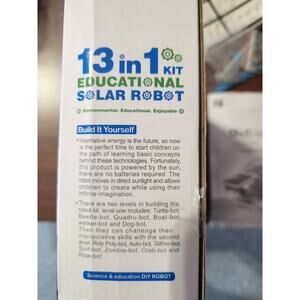 13 in 1 KIT
EDUCATIONAL
SOLAR ROBOT
Environmental. Educational. Enjoyable
Build It Yourself
• Alternative energy is the future, so now
is the perfect time to start children on
the path of learning basic concepts
behind these technologies. Fortunately,
this product is powered by the sun,
there are no batteries required. The
robot moves in direct sunlight and allows
children to create while using their
infinite imagination.
• There are two levels in building the
robot kit, level one includes: Turtle-bot,
Beetle-bot, Quadru-bot, Boat-bot,
walker-bot and Dog-bot.
Then they can challenge their
manipulative skills with the second
level. Roly Poly-bot, Auto-bot, Slither-bot,
Surf-bot, Zombie-bot, Crab-bot and
Row-bot.
Science & education DIY ROBOT